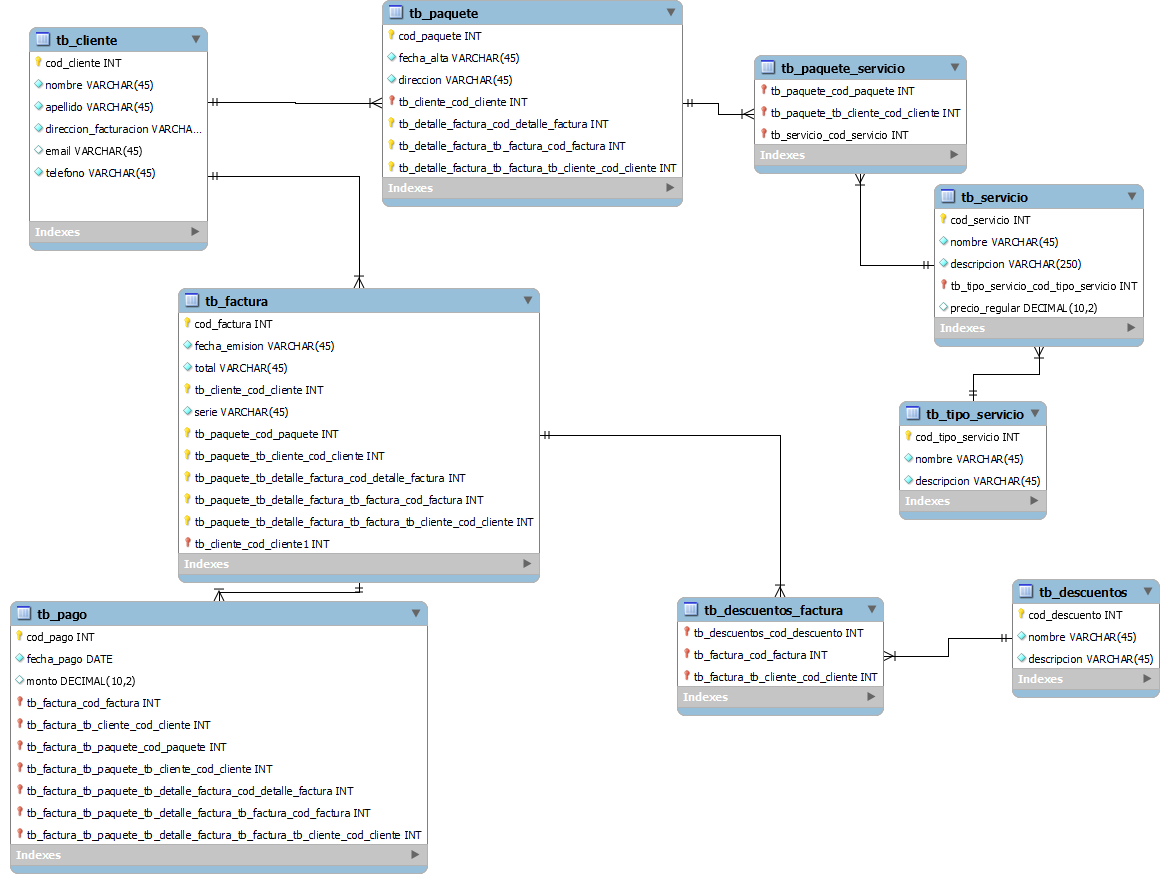 tb_cliente
cod_cliente INT
nombre VARCHAR(45)
apellido VARCHAR(45)
direccion_facturacion VARCHA...
email VARCHAR(45)
telefono VARCHAR(45)
Indexes
tb_paquete
cod_paquete INT
fecha_alta VARCHAR(45)
direccion VARCHAR(45)
tb_cliente_cod_cliente INT
tb_detalle_factura_cod_detalle_factura INT
tb_detalle_factura_tb_factura_cod_factura INT
tb_detalle_factura_tb_factura_tb_cliente_cod_cliente INT
Indexes
tb_paquete_servicio
tb_paquete_cod_paquete INT
tb_paquete_tb_cliente_cod_cliente INT
tb_servicio_cod_servicio INT
Indexes
tb_servicio
cod_servicio INT
nombre VARCHAR(45)
descripcion VARCHAR(250)
tb_tipo_servicio_cod_tipo_servicio INT
precio_regular DECIMAL(10,2)
Indexes
tb_factura
cod_factura INT
fecha_emision VARCHAR(45)
total VARCHAR(45)
tb_cliente_cod_cliente INT
serie VARCHAR(45)
tb_paquete_cod_paquete INT
tb_paquete_tb_cliente_cod_cliente INT
tb_paquete_tb_detalle_factura_cod_detalle_factura INT
tb_paquete_tb_detalle_factura_tb_factura_cod_factura INT
tb_paquete_tb_detalle_factura_tb_factura_tb_cliente_cod_cliente INT
tb_cliente_cod_cliente1 INT
Indexes
tb_tipo_servicio
cod_tipo_servicio INT
nombre VARCHAR(45)
descripcion VARCHAR(45)
Indexes
tb_pago
cod_pago INT
fecha_pago DATE
monto DECIMAL(10,2)
tb_factura_cod_factura INT
tb_factura_tb_cliente_cod_cliente INT
tb_factura_tb_paquete_cod_paquete INT
tb_factura_tb_paquete_tb_cliente_cod_cliente INT
tb_factura_tb_paquete_tb_detalle_factura_cod_detalle_factura INT
tb_factura_tb_paquete_tb_detalle_factura_tb_factura_cod_factura INT
tb_factura_tb_paquete_tb_detalle_factura_tb_factura_tb_cliente_cod_cliente INT
Indexes
tb_descuentos_factura
tb_descuentos_cod_descuento INT
tb_factura_cod_factura INT
tb_factura_tb_cliente_cod_cliente INT
Indexes
tb_descuentos
cod_descuento INT
nombre VARCHAR(45)
descripcion VARCHAR(45)
Indexes